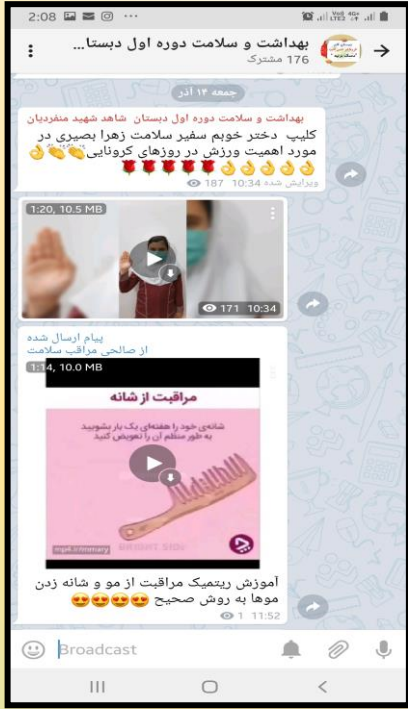 2:08
بهداشت و سلامت دوره اول دبستا...
176 مشترک
جمعه ۱۴ آذر
بهداشت و سلامت دوره اول دبستان شاهد شهید منفردیان
کلیپ دختر خوبم سفیر سلامت زهرا بصیری در
مورد اهمیت ورزش در روزهای کرونایی👏👏👌
👌👌👌👌👌🌹🌹🌹🌹🌹
ویرایش شده 10:34 187
1:20, 10.5 MB
171 10:34
پیام ارسال شده
از صالحی مراقب سلامت
1:14, 10.0 MB
مراقبت از شانه
شانه‌ی خود را هفته‌ای یک بار بشویید
به طور منظم آن را تعویض کنید
BRIGHT SIDE
آموزش ریتمیک مراقبت از مو و شانه زدن
موها به روش صحیح 😍😍😍😍
1 11:52
Broadcast